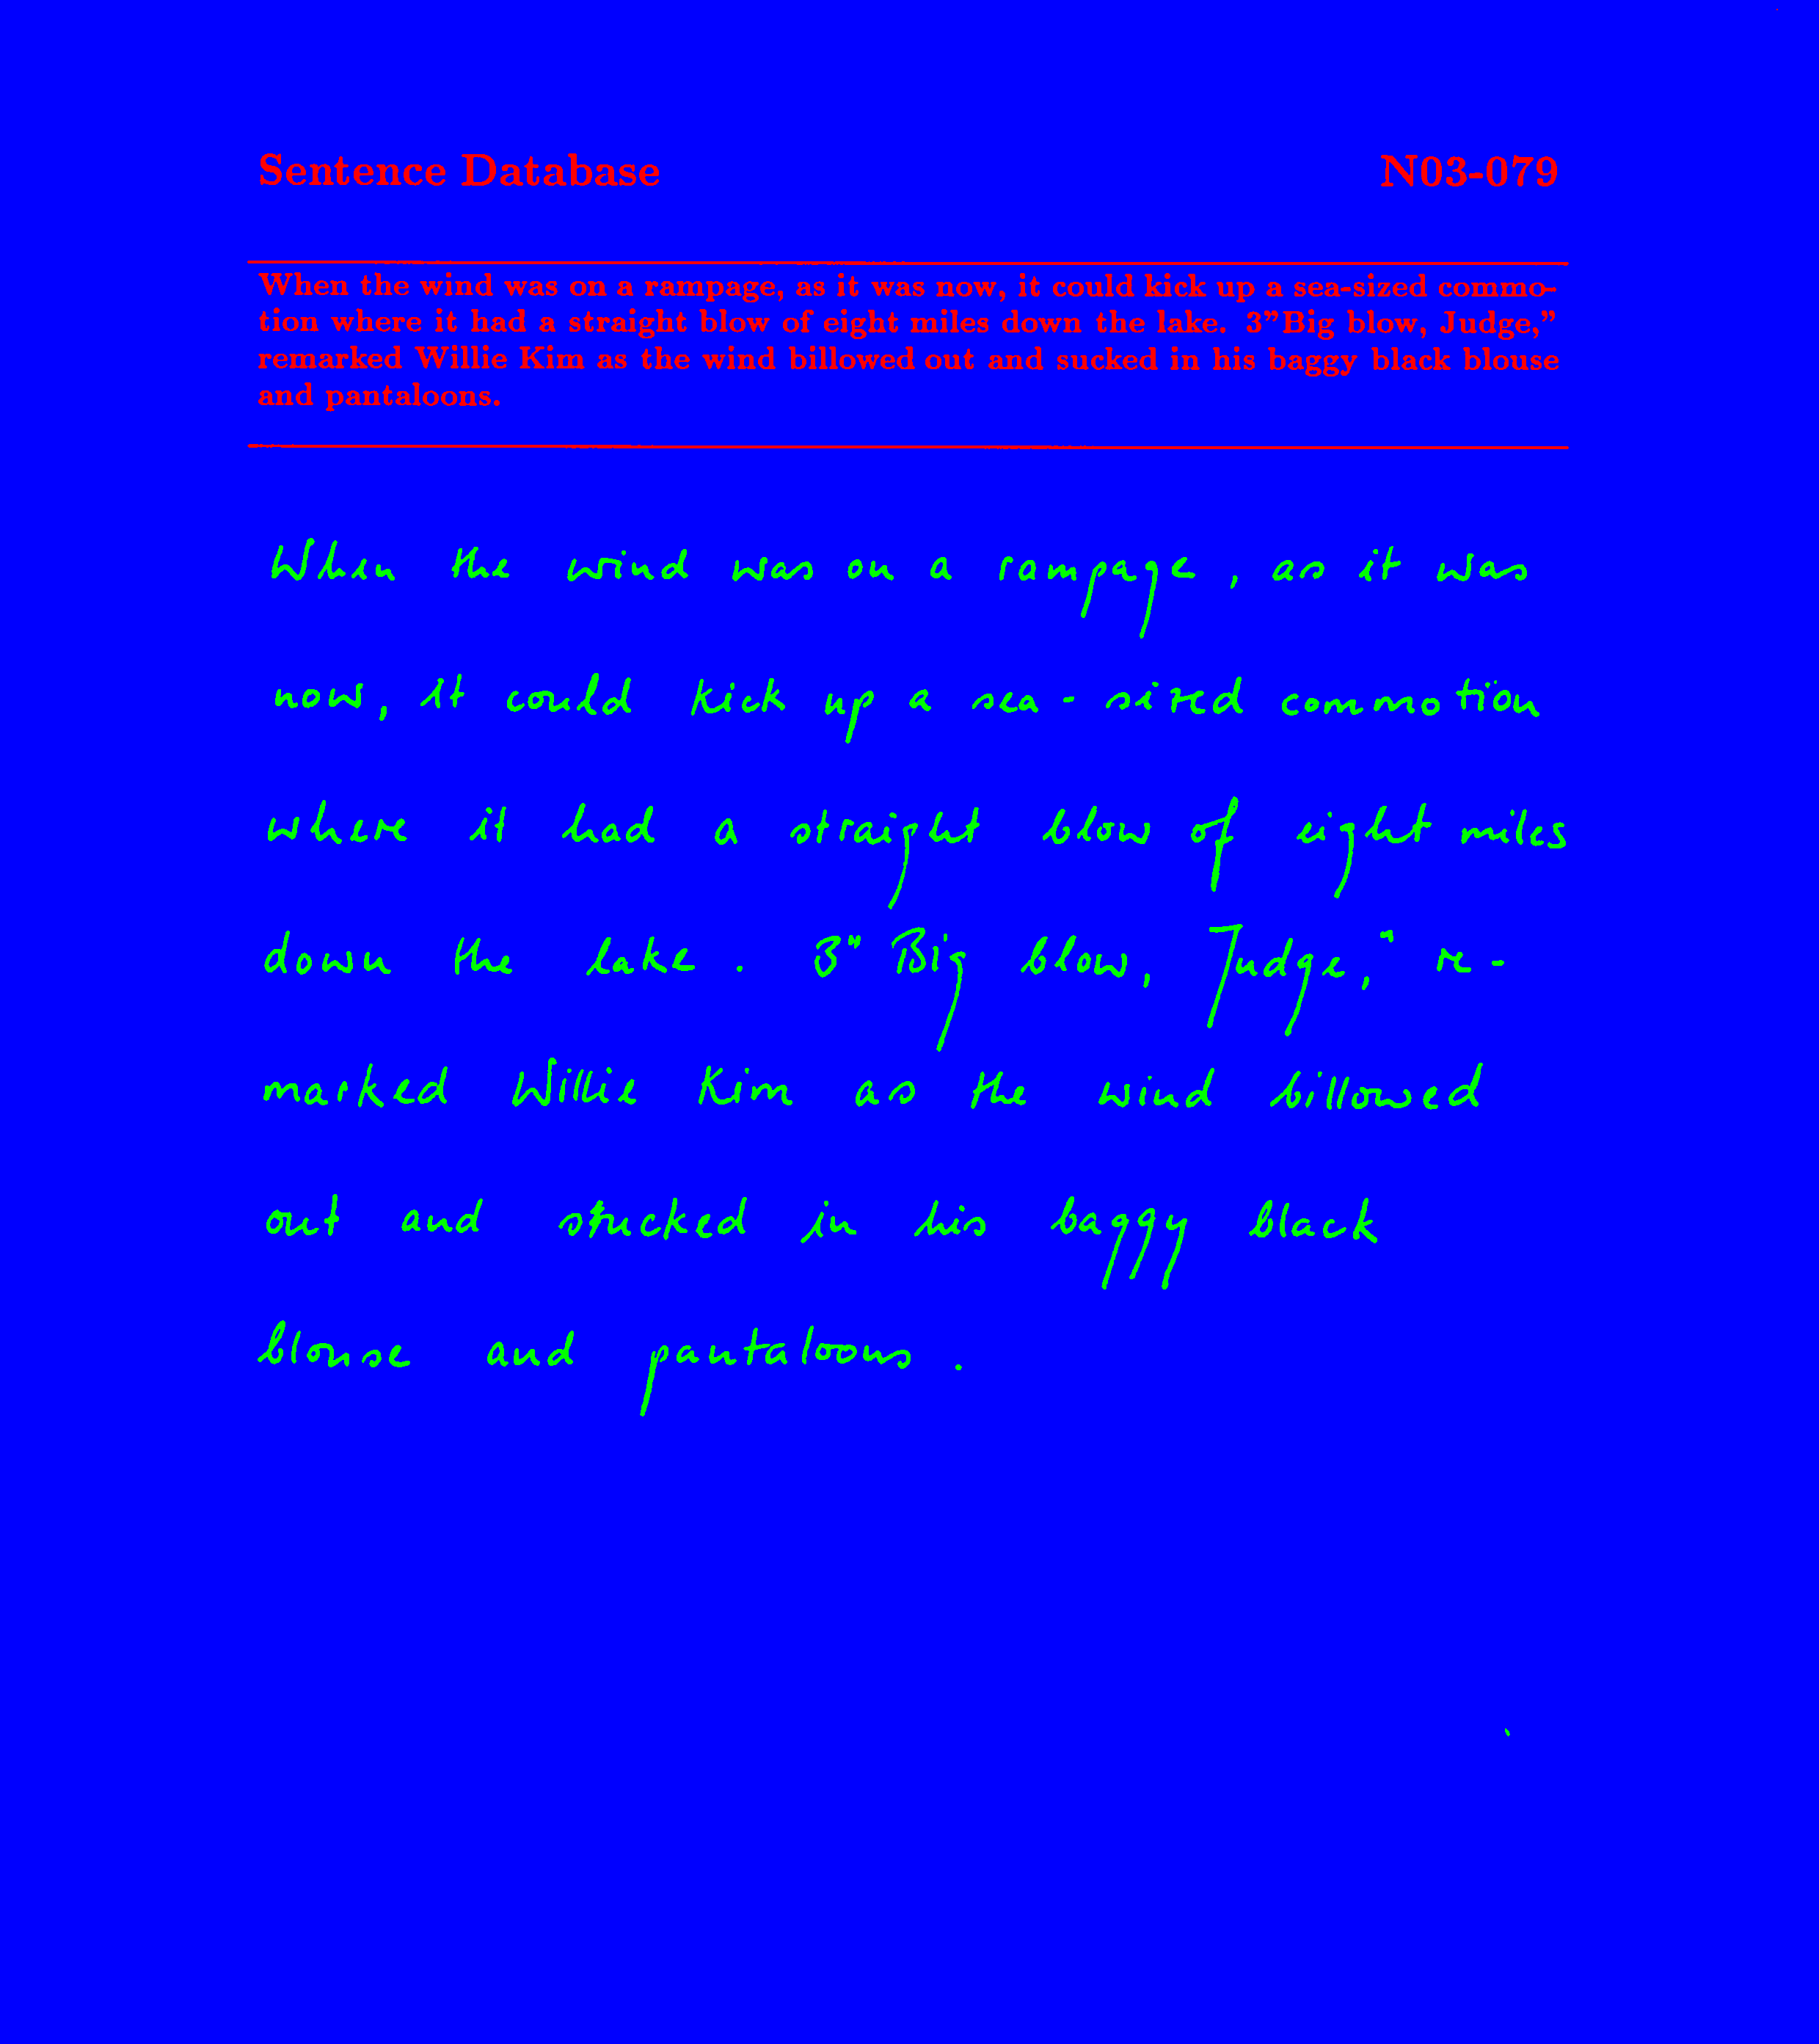 Sentence Database N03-079
When the wind was on a rampage, as it was now, it could kick up a sea-sized commo-
tion where it had a straight blow of eight miles down the lake. 3"Big blow, Judge,"
remarked Willie Kim as the wind billowed out and sucked in his baggy black blouse
and pantaloons.
When the wind was on a rampage, as it was
now, it could kick up a sea-sized commotion
where it had a straight blow of eight miles
down the lake. 3" Big blow, Judge," re-
marked Willie Kim as the wind billowed
out and stucked in his baggy black
blouse and pantaloons.